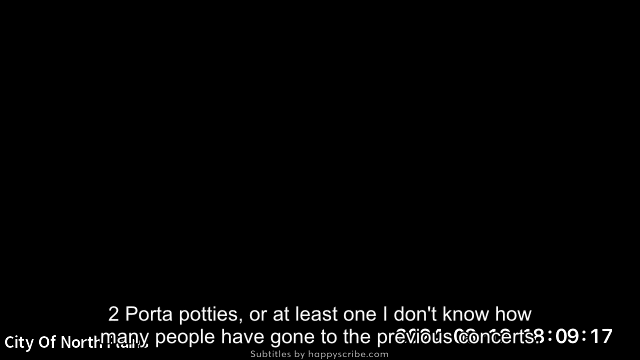 2 Porta potties, or at least one I don't know how
many people have gone to the previous concerts.
City Of North
18:09:17
Subtitles by happyscribe.com